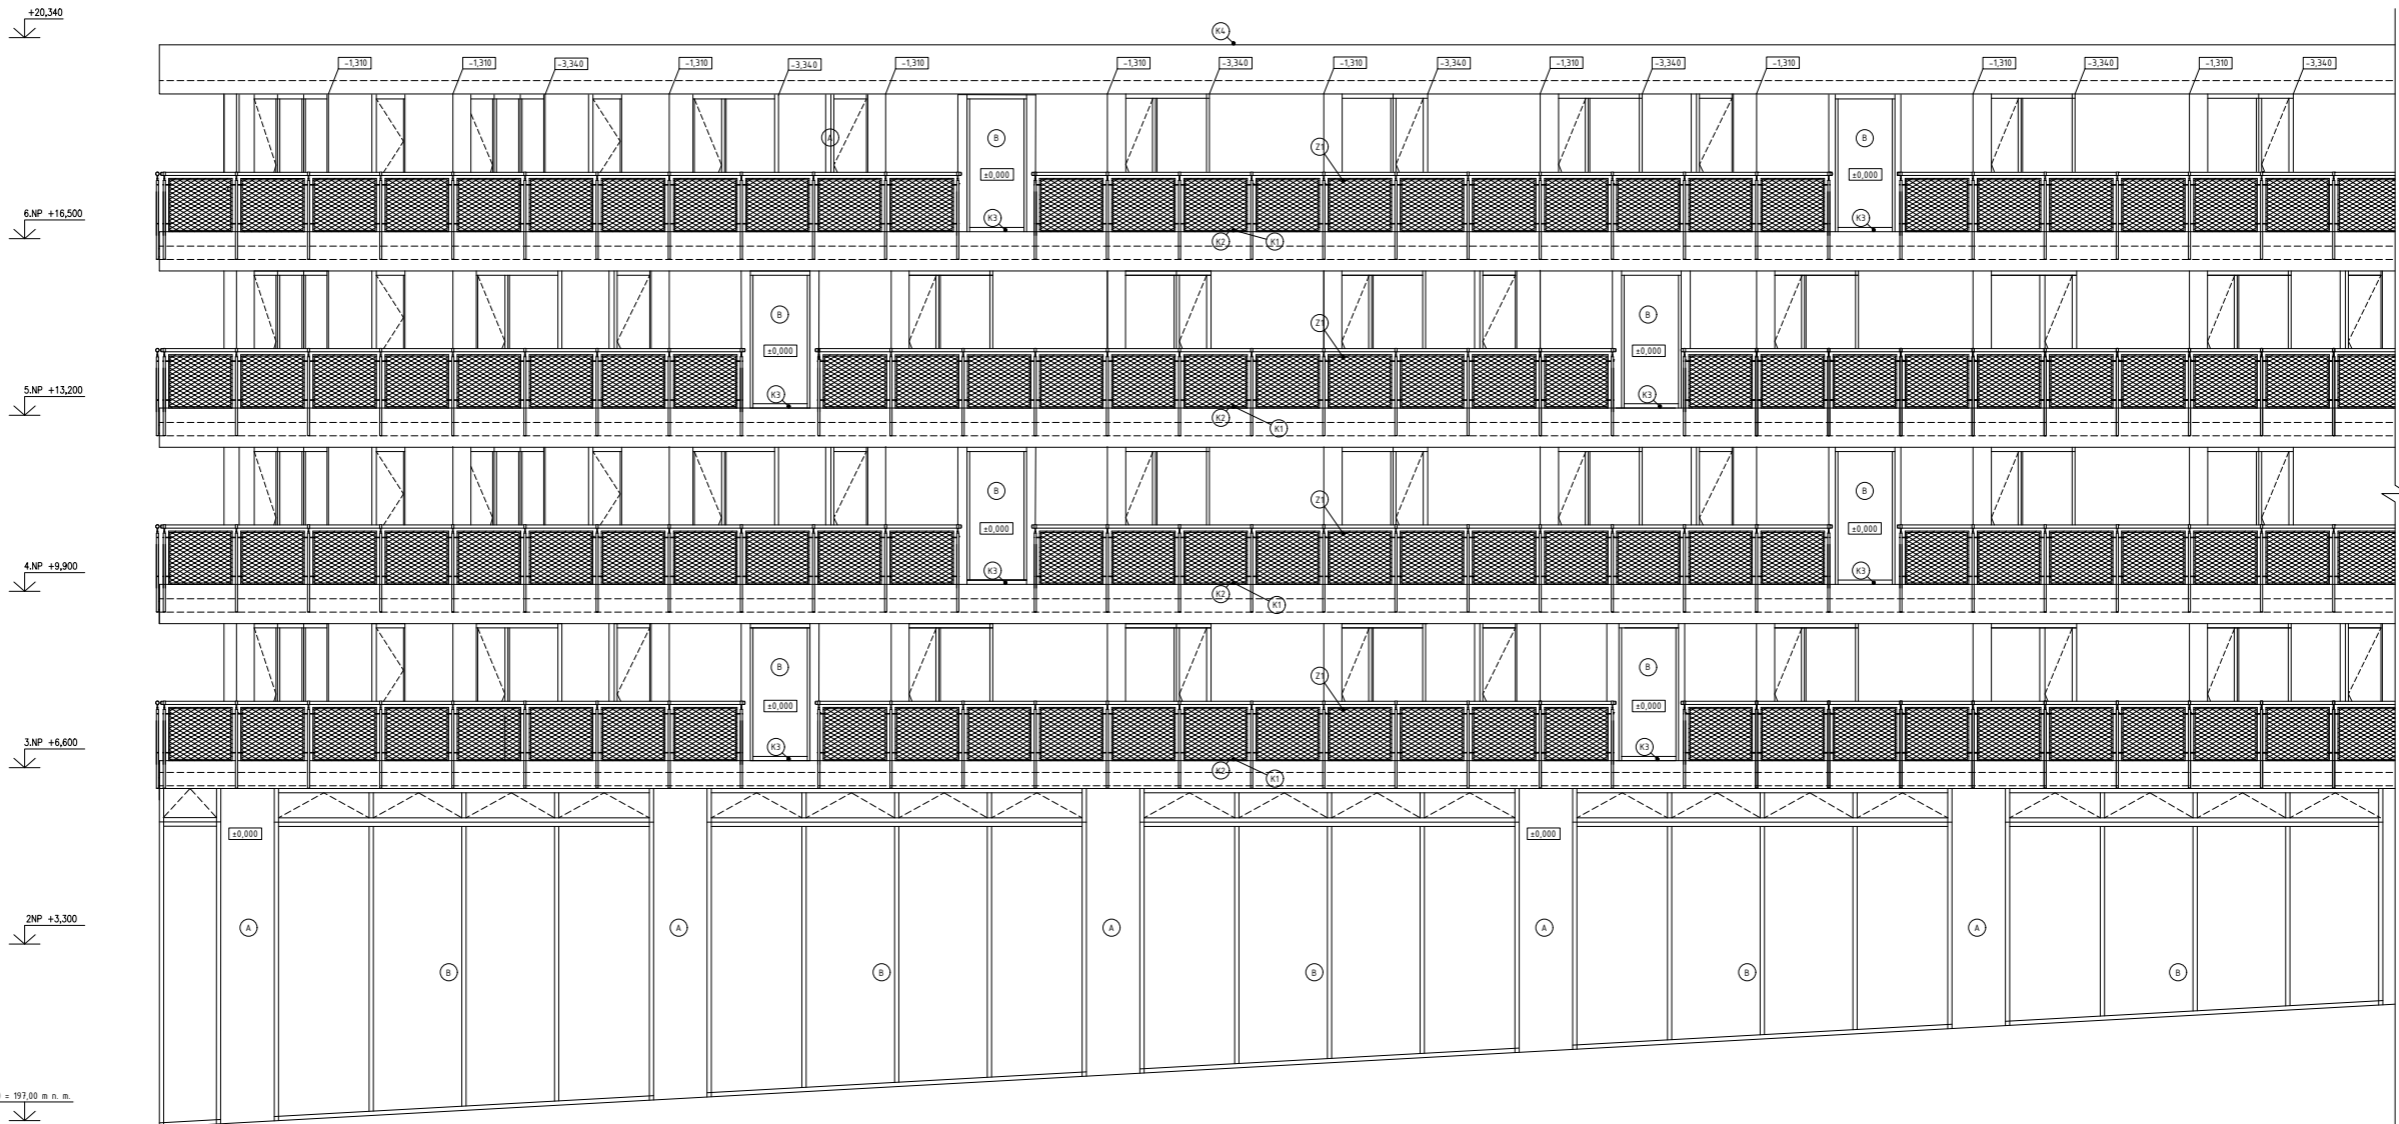 +20,340
K4
-1,310 -1,310 -3,340 -1,310 -3,340 -1,310 -1,310 -3,340 -1,310 -3,340 -1,310 -3,340 -1,310 -1,310 -3,340 -1,310 -3,340
A B Z1 B
±0,000 ±0,000
6.NP +16,500
K3 K2 K1 K3
B Z1 B
±0,000 ±0,000
5.NP +13,200
K3 K2 K1 K3
B Z1 B
±0,000 ±0,000
4.NP +9,900
K3 K2 K1 K3
B Z1 B
±0,000 ±0,000
3.NP +6,600
K3 K2 K1 K3
±0,000 ±0,000
2NP +3,300
A A A A A
B B B B B
= 197,00 m n. m.